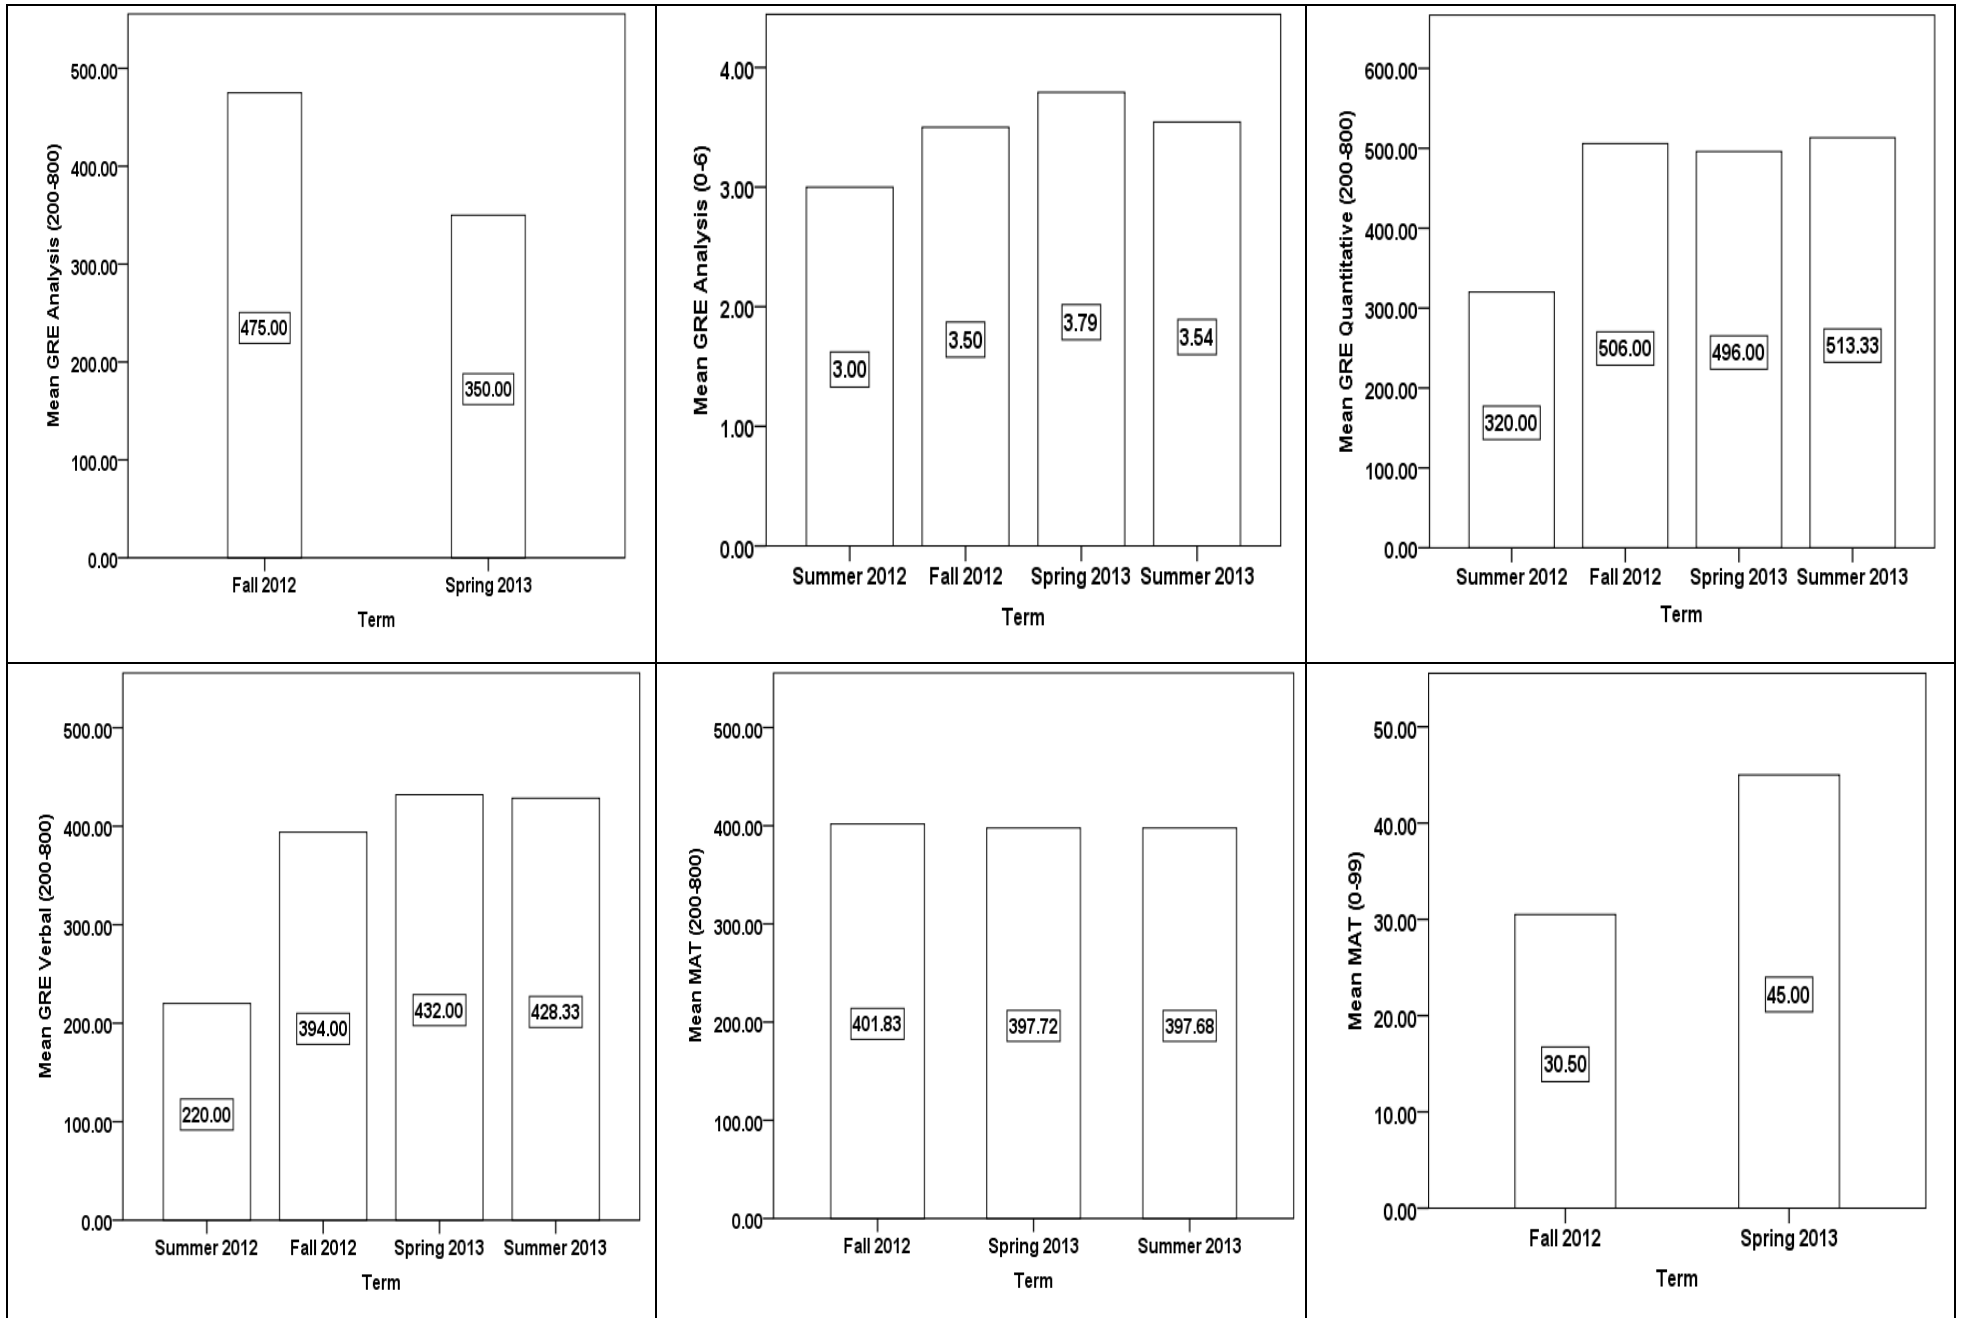 Mean GRE Analysis (200-800)
500.00
400.00
300.00
200.00
100.00
0.00
475.00
350.00
Fall 2012
Spring 2013
Term
Mean GRE Analysis (0-6)
4.00
3.00
2.00
1.00
0.00
3.00
3.50
3.79
3.54
Summer 2012
Fall 2012
Spring 2013
Summer 2013
Term
Mean GRE Quantitative (200-800)
600.00
500.00
400.00
300.00
200.00
100.00
0.00
320.00
506.00
496.00
513.33
Summer 2012
Fall 2012
Spring 2013
Summer 2013
Term
Mean GRE Verbal (200-800)
500.00
400.00
300.00
200.00
100.00
0.00
220.00
394.00
432.00
428.33
Summer 2012
Fall 2012
Spring 2013
Summer 2013
Term
Mean MAT (200-800)
500.00
400.00
300.00
200.00
100.00
0.00
401.83
397.72
397.68
Fall 2012
Spring 2013
Summer 2013
Term
Mean MAT (0-99)
50.00
40.00
30.00
20.00
10.00
0.00
30.50
45.00
Fall 2012
Spring 2013
Term